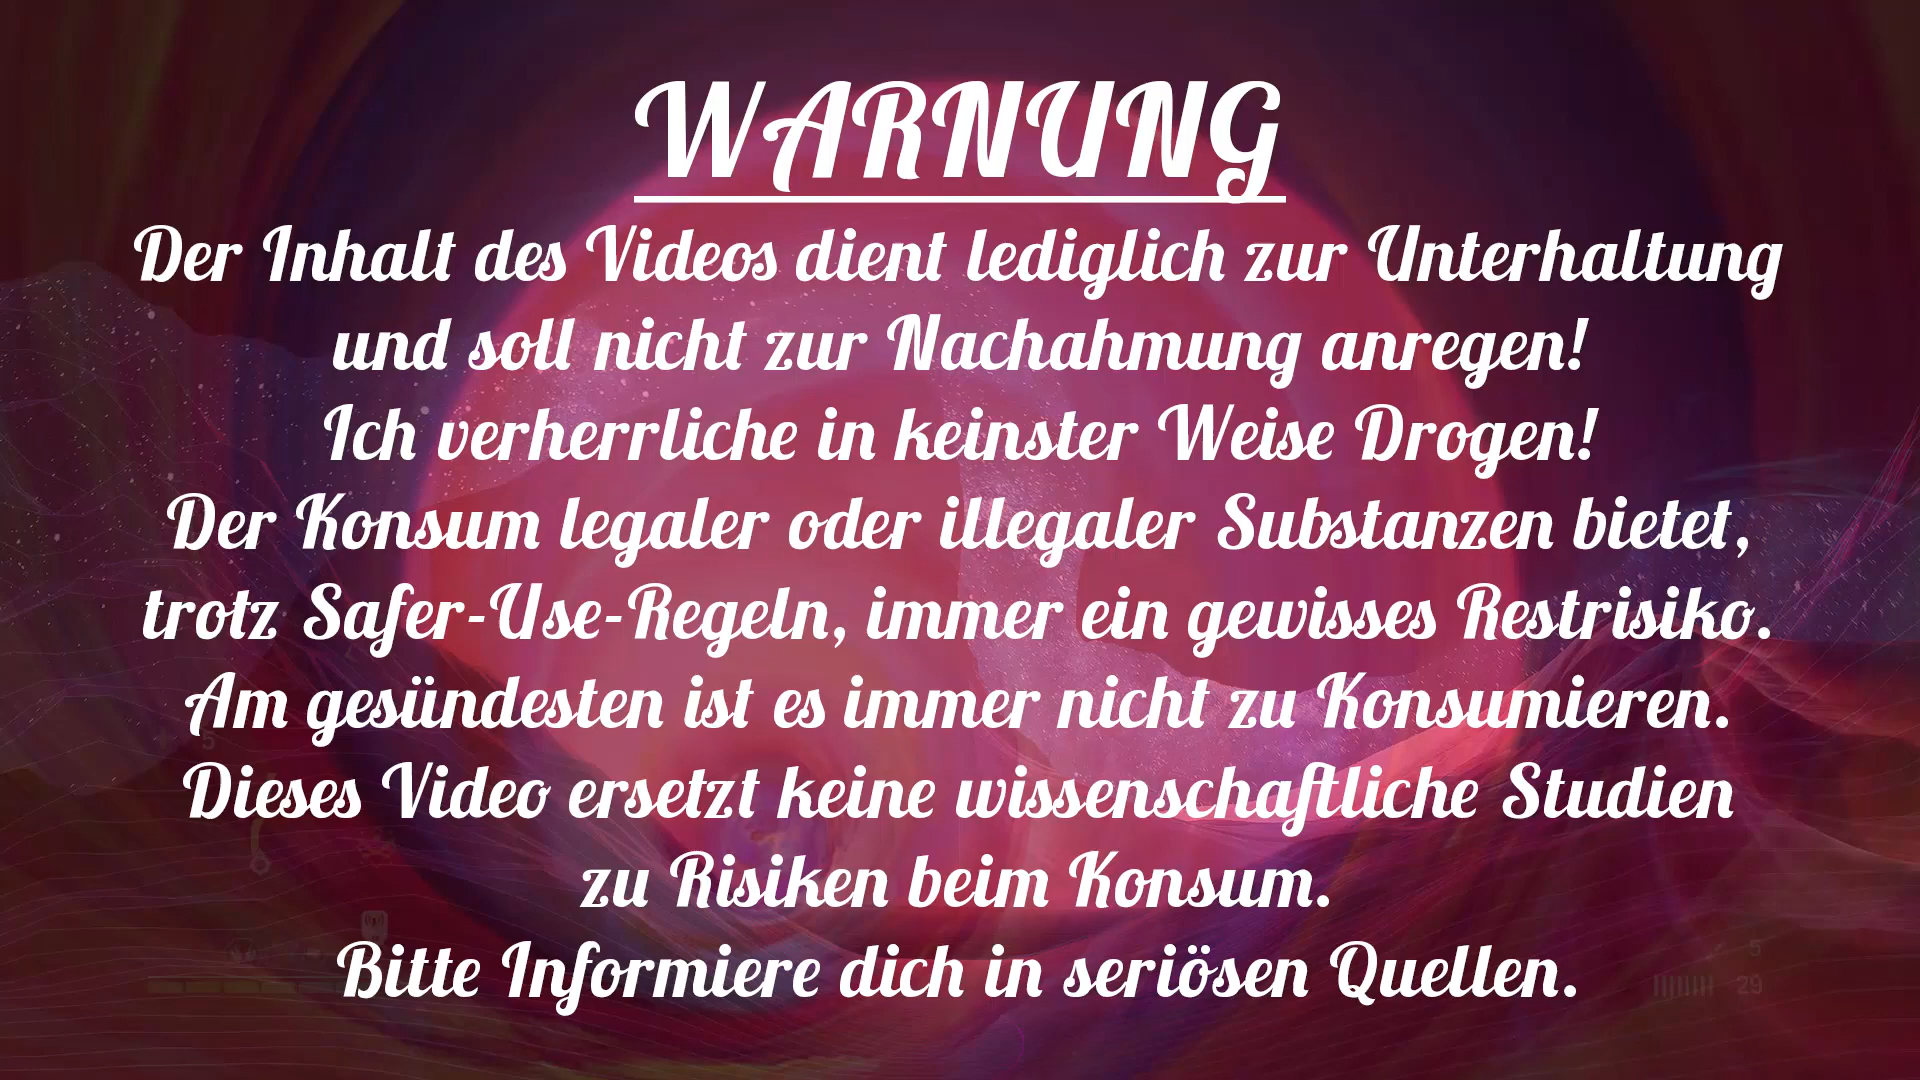 WARNUNG
Der Inhalt des Videos dient lediglich zur Unterhaltung
und soll nicht zur Nachahmung anregen!
Ich verherrliche in keinster Weise Drogen!
Der Konsum legaler oder illegaler Substanzen bietet,
trotz Safer-Use-Regeln, immer ein gewisses Restrisiko.
Am gesündesten ist es immer nicht zu Konsumieren.
Dieses Video ersetzt keine wissenschaftliche Studien
zu Risiken beim Konsum.
Bitte Informiere dich in seriösen Quellen.
5
5
29